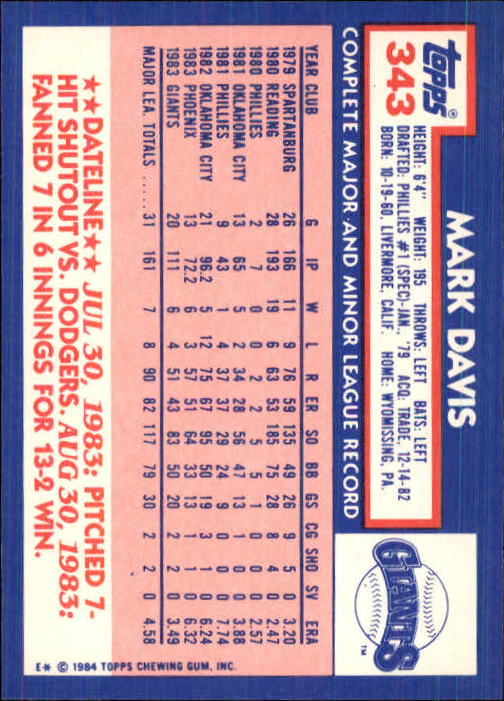 topps®
343
MARK DAVIS
HEIGHT: 6'4" WEIGHT: 195 THROWS: LEFT BATS: LEFT
DRAFTED: PHILLIES #1 (SPEC)-JAN., '79 ACQ: TRADE, 12-14-82
BORN: 10-19-60, LIVERMORE, CALIF. HOME: WYOMISSING, PA.
COMPLETE MAJOR AND MINOR LEAGUE RECORD
GIANTS
TM
YEAR CLUB G IP W L R ER SO BB GS CG SHO SV ERA
1979 SPARTANBURG 26 166 11 9 76 59 135 49 26 9 5 0 3.20
1980 READING 28 193 19 6 63 53 185 75 28 8 4 0 2.47
1980 PHILLIES 2 7 0 0 2 2 5 5 1 0 0 0 2.57
1981 OKLAHOMA CITY 13 65 5 2 34 28 56 47 13 1 0 0 3.88
1981 PHILLIES 9 43 1 4 37 37 29 24 9 0 0 0 7.74
1982 OKLAHOMA CITY 21 96.2 5 12 75 67 95 50 19 3 1 0 6.24
1983 PHOENIX 13 72.2 6 3 57 51 64 33 13 1 1 0 6.32
1983 GIANTS 20 111 6 4 51 43 83 50 20 2 2 0 3.49
MAJOR LEA. TOTALS ..... 31 161 7 8 90 82 117 79 30 2 2 0 4.58
★★DATELINE★★ JUL 30, 1983: PITCHED 7-
HIT SHUTOUT VS. DODGERS. AUG 30, 1983:
FANNED 7 IN 6 INNINGS FOR 13-2 WIN.
E* © 1984 TOPPS CHEWING GUM, INC.